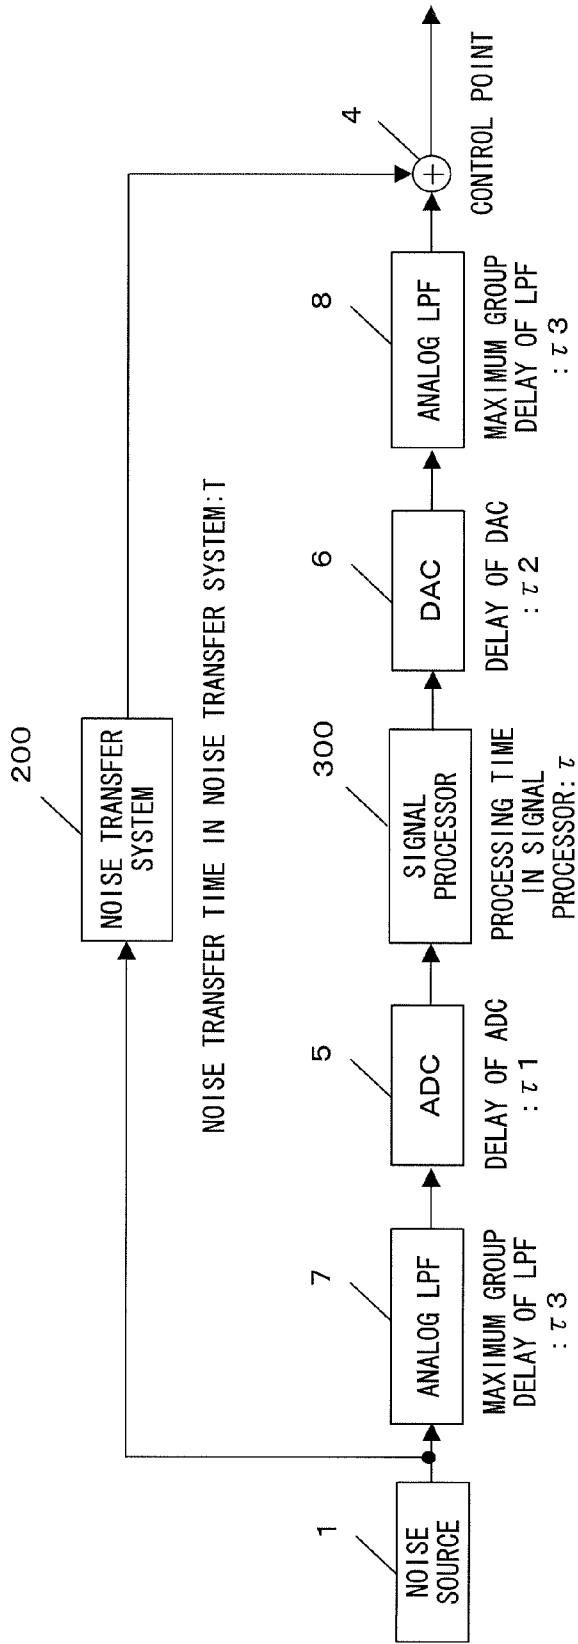 200
NOISE TRANSFER
SYSTEM
NOISE TRANSFER TIME IN NOISE TRANSFER SYSTEM:T
1
NOISE
SOURCE
7
ANALOG LPF
MAXIMUM GROUP
DELAY OF LPF
:τ3
5
ADC
DELAY OF ADC
:τ1
300
SIGNAL
PROCESSOR
PROCESSING TIME
IN SIGNAL
PROCESSOR:τ
6
DAC
DELAY OF DAC
:τ2
8
ANALOG LPF
MAXIMUM GROUP
DELAY OF LPF
:τ3
4
+
CONTROL POINT